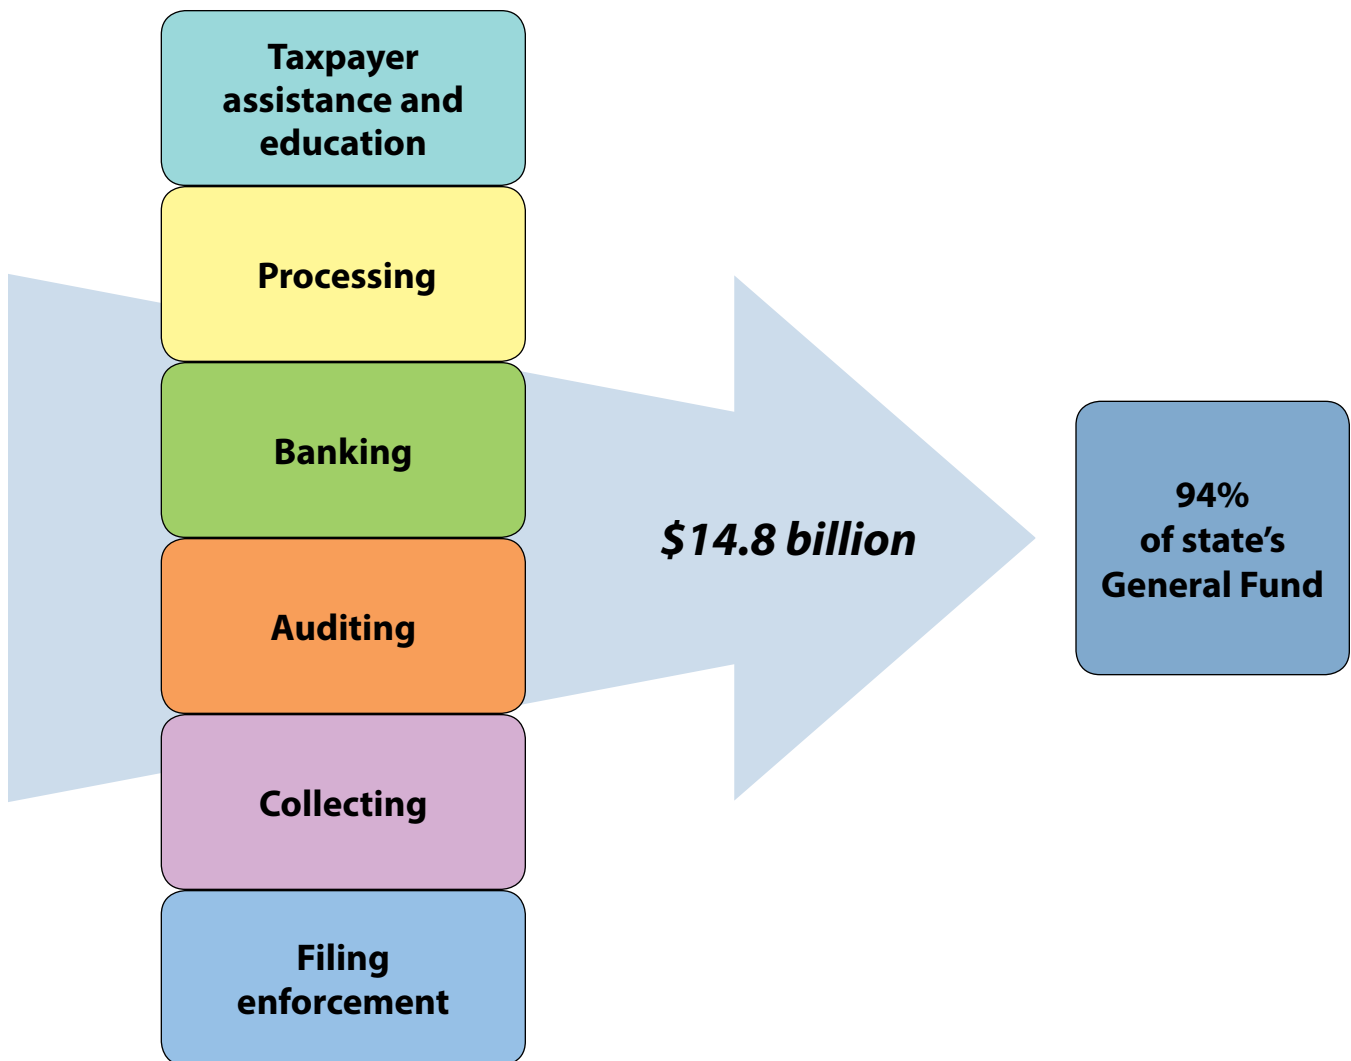 Taxpayer
assistance and
education
Processing
Banking
Auditing
Collecting
Filing
enforcement
$14.8 billion
94%
of state’s
General Fund